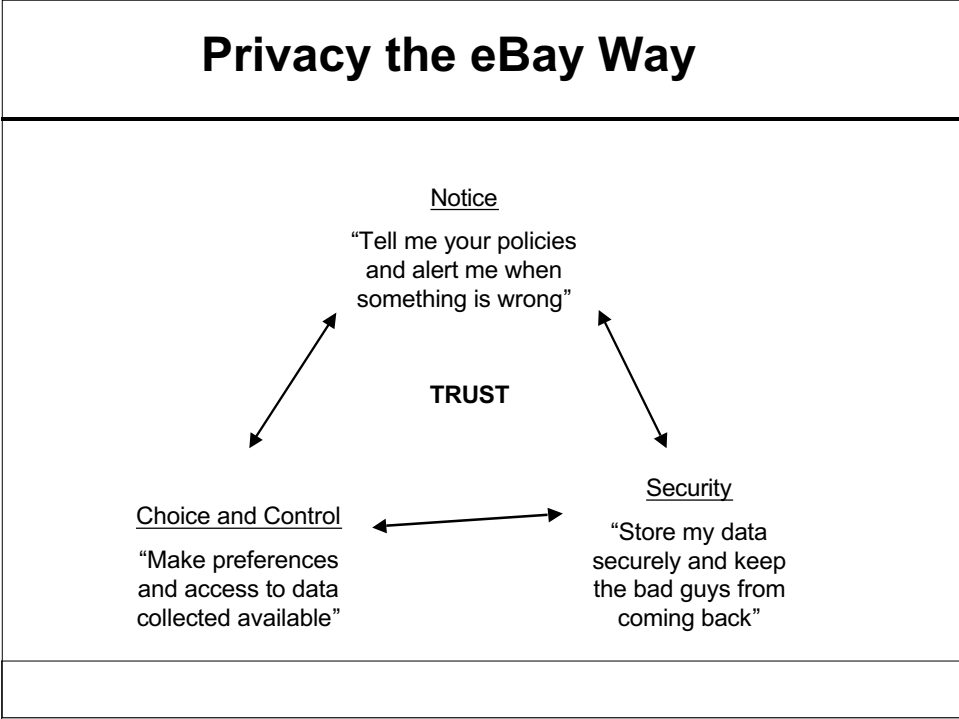 Privacy the eBay Way
Notice
“Tell me your policies
and alert me when
something is wrong”
TRUST
Choice and Control
“Make preferences
and access to data
collected available”
Security
“Store my data
securely and keep
the bad guys from
coming back”